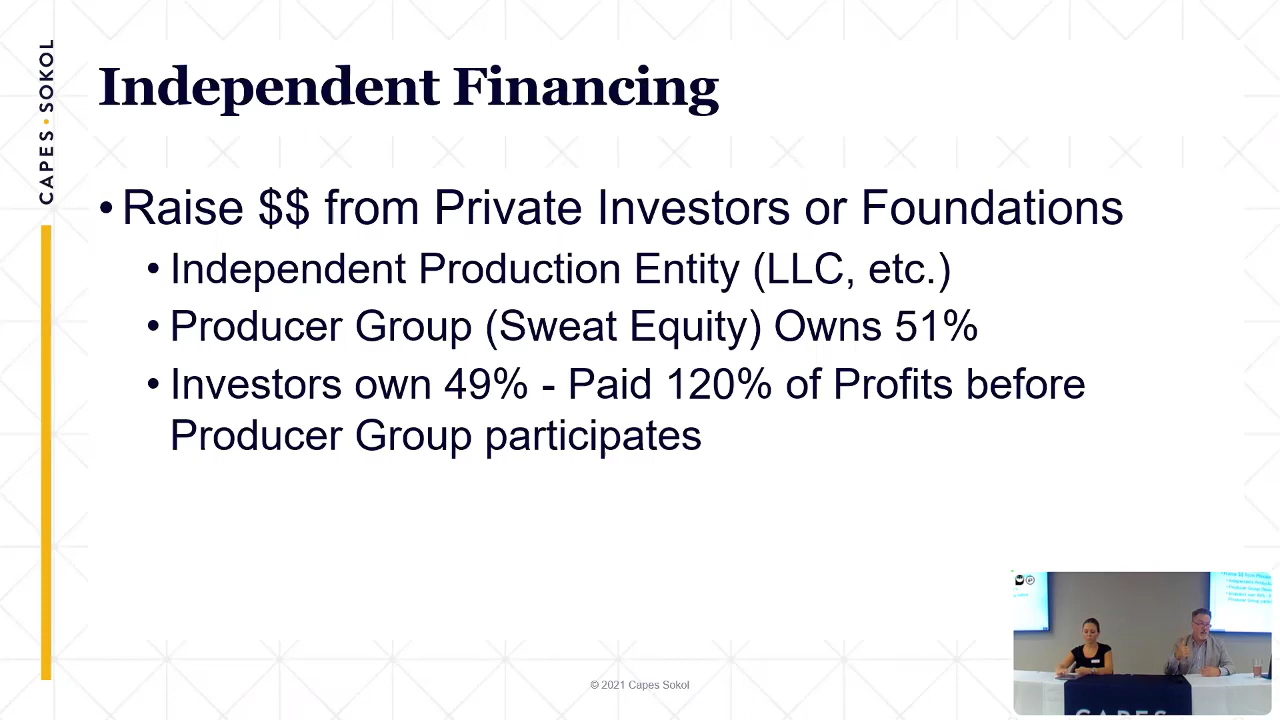 CAPES • SOKOL
Independent Financing
• Raise $$ from Private Investors or Foundations
• Independent Production Entity (LLC, etc.)
• Producer Group (Sweat Equity) Owns 51%
• Investors own 49% - Paid 120% of Profits before
Producer Group participates
© 2021 Capes Sokol
CAPES